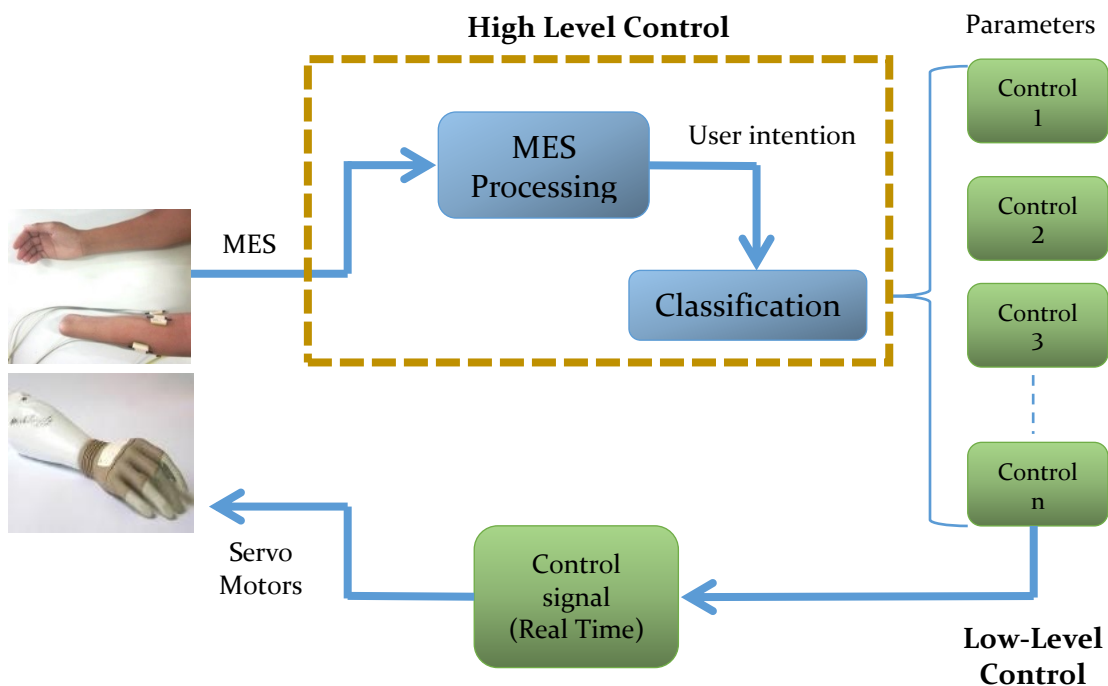 High Level Control
Parameters
Control
1
MES
Processing
User intention
Control
2
MES
Classification
Control
3
Control
n
Servo
Motors
Control
signal
(Real Time)
Low-Level
Control